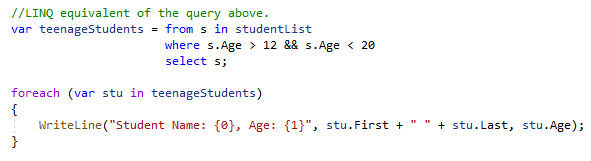 //LINQ equivalent of the query above.
var teenageStudents = from s in studentList
where s.Age > 12 && s.Age < 20
select s;
foreach (var stu in teenageStudents)
{
WriteLine("Student Name: {0}, Age: {1}", stu.First + " " + stu.Last, stu.Age);
}